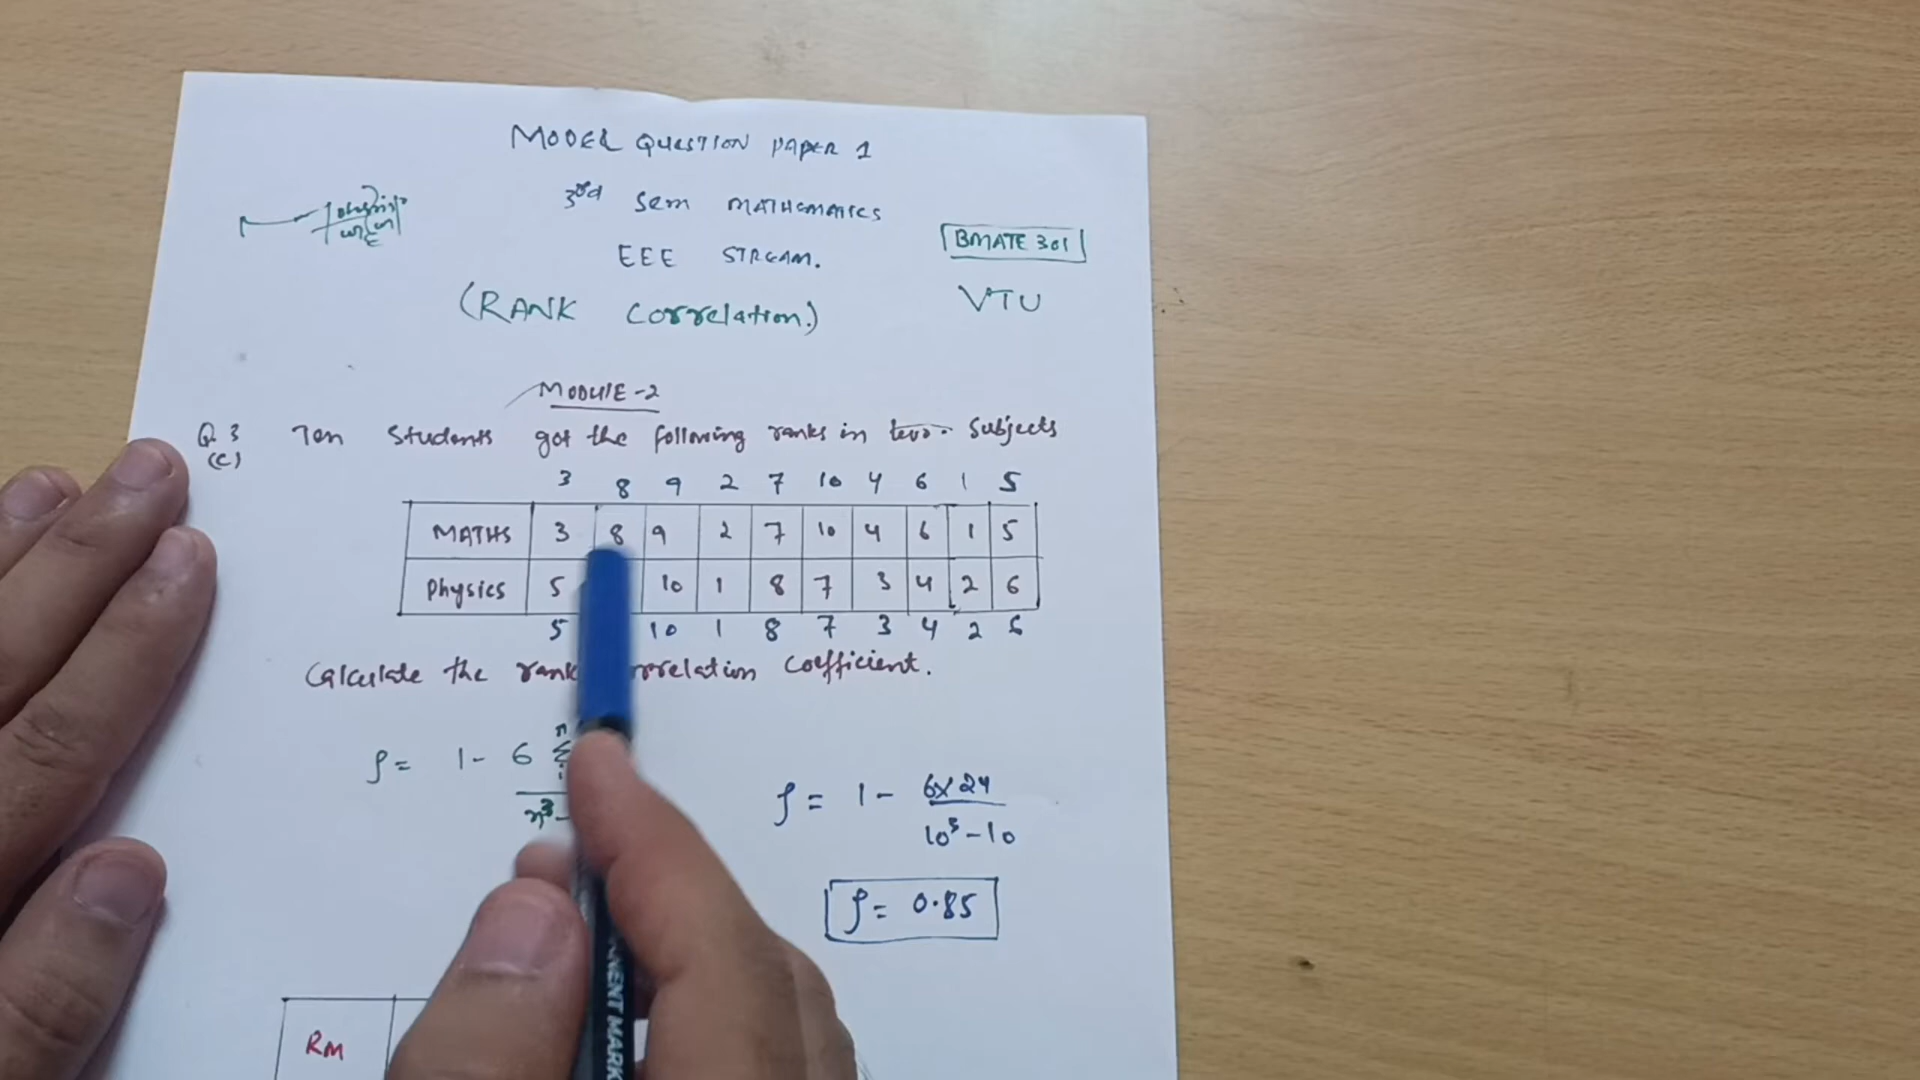 MODEL QUESTION PAPER 1
3rd Sem MATHEMATICS
EEE STREAM.
BMATE 301
(RANK Correlation.)
VTU
MODULE-2
Q 3 Ten Students got the following ranks in two. Subjects
(c)
3 8 9 2 7 10 4 6 1 5
MATHS 3 8 9 2 7 10 4 6 1 5
Physics 5 10 1 8 7 3 4 2 6
5 10 1 8 7 3 4 2 6
Calculate the rank coefficient.
ρ = 1 - 6 Σ
n³ -
ρ = 1 - 6x24
10³-10
ρ = 0.85
RM